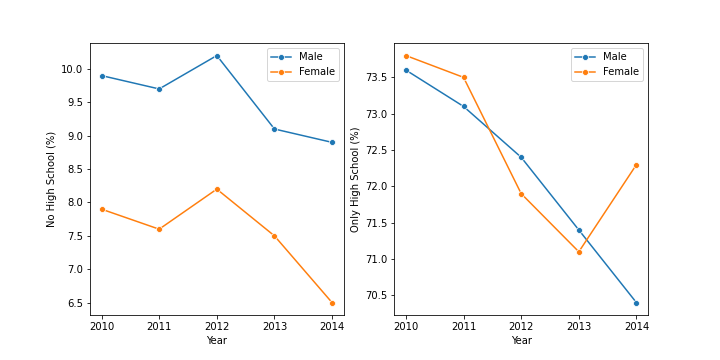 No High School (%)
10.0
9.5
9.0
8.5
8.0
7.5
7.0
6.5
2010 2011 2012 2013 2014
Year
Male
Female
Only High School (%)
73.5
73.0
72.5
72.0
71.5
71.0
70.5
2010 2011 2012 2013 2014
Year
Male
Female